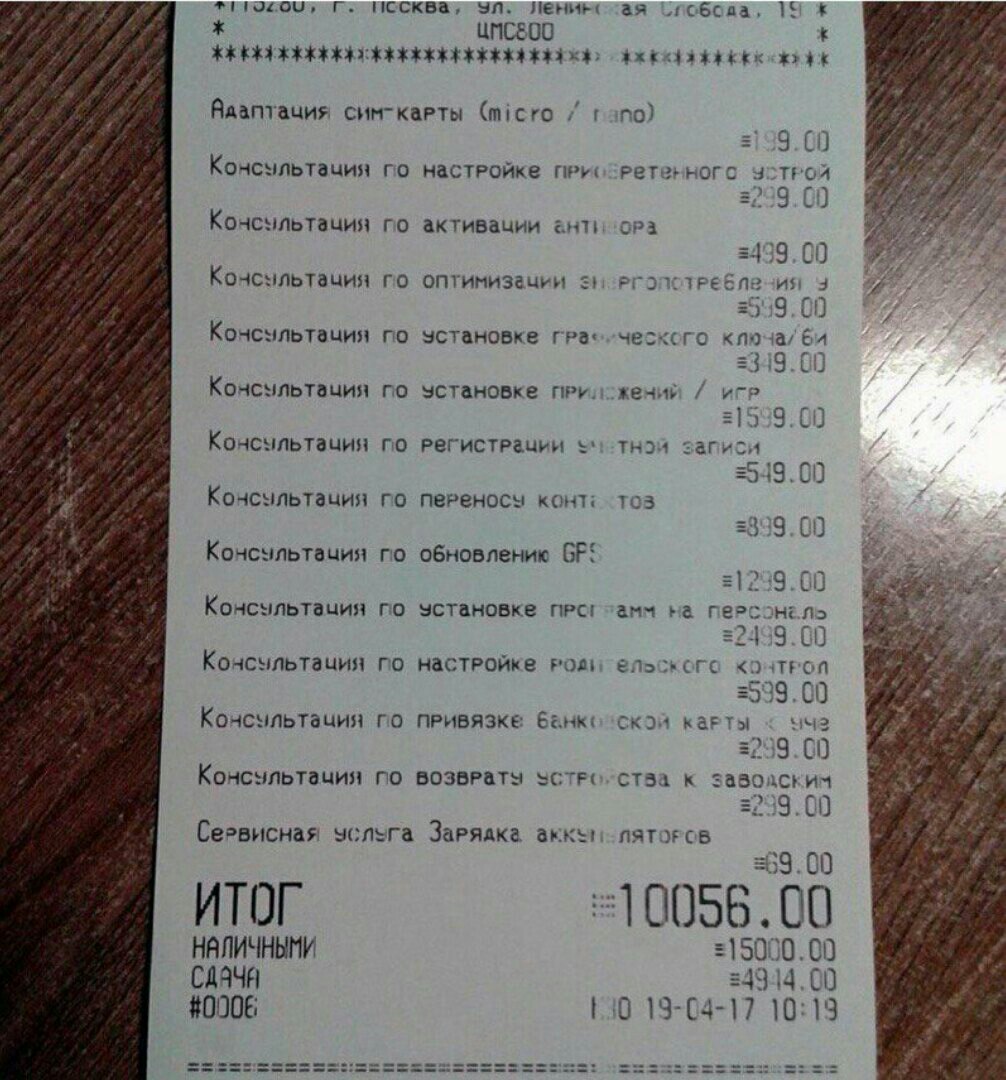 *115280, г. Москва, ул. Ленинская Слобода, 19 *
* ЦМС800 *
************************************************
Адаптация сим-карты (micro / nano)
≡199.00
Консультация по настройке приобретенного устрой
≡299.00
Консультация по активации антивора
≡499.00
Консультация по оптимизации энергопотребления у
≡599.00
Консультация по установке графического ключа/би
≡349.00
Консультация по установке приложений / игр
≡1599.00
Консультация по регистрации учетной записи
≡549.00
Консультация по переносу контактов
≡899.00
Консультация по обновлению GPS
≡1299.00
Консультация по установке программ на персональ
≡2499.00
Консультация по настройке родительского контрол
≡599.00
Консультация по привязке банковской карты к уче
≡299.00
Консультация по возврату устройства к заводским
≡299.00
Сервисная услуга Зарядка аккумуляторов
≡69.00
ИТОГ ≡10056.00
НАЛИЧНЫМИ ≡15000.00
СДАЧА ≡4944.00
#0006 19-04-17 10:19
================================================